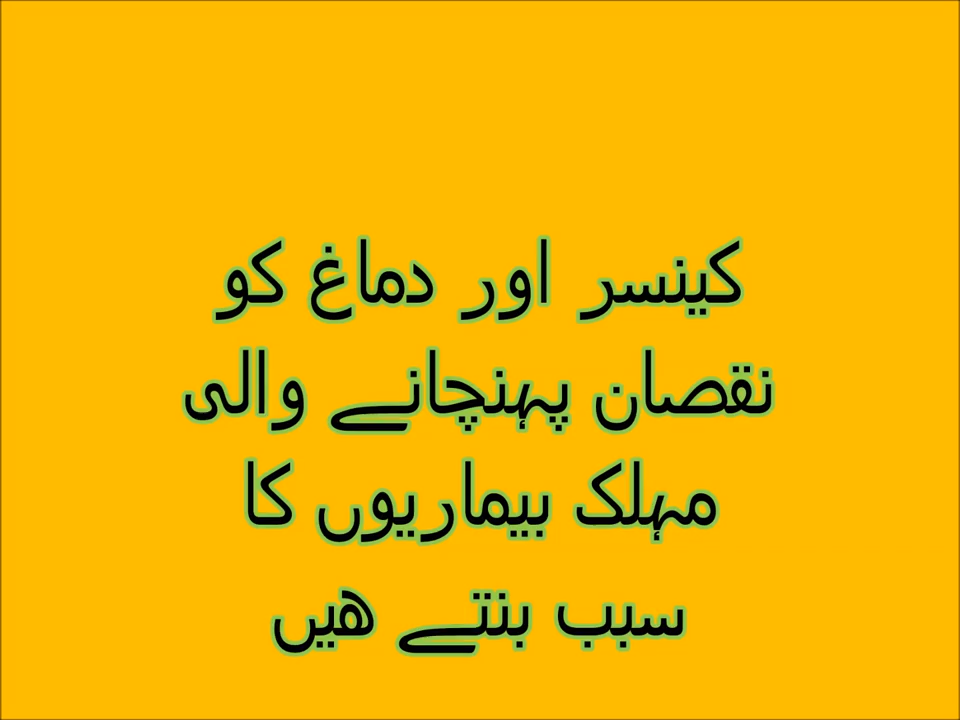 کینسر اور دماغ کو
نقصان پہنچانے والی
مہلک بیماریوں کا
سبب بنتے ھیں